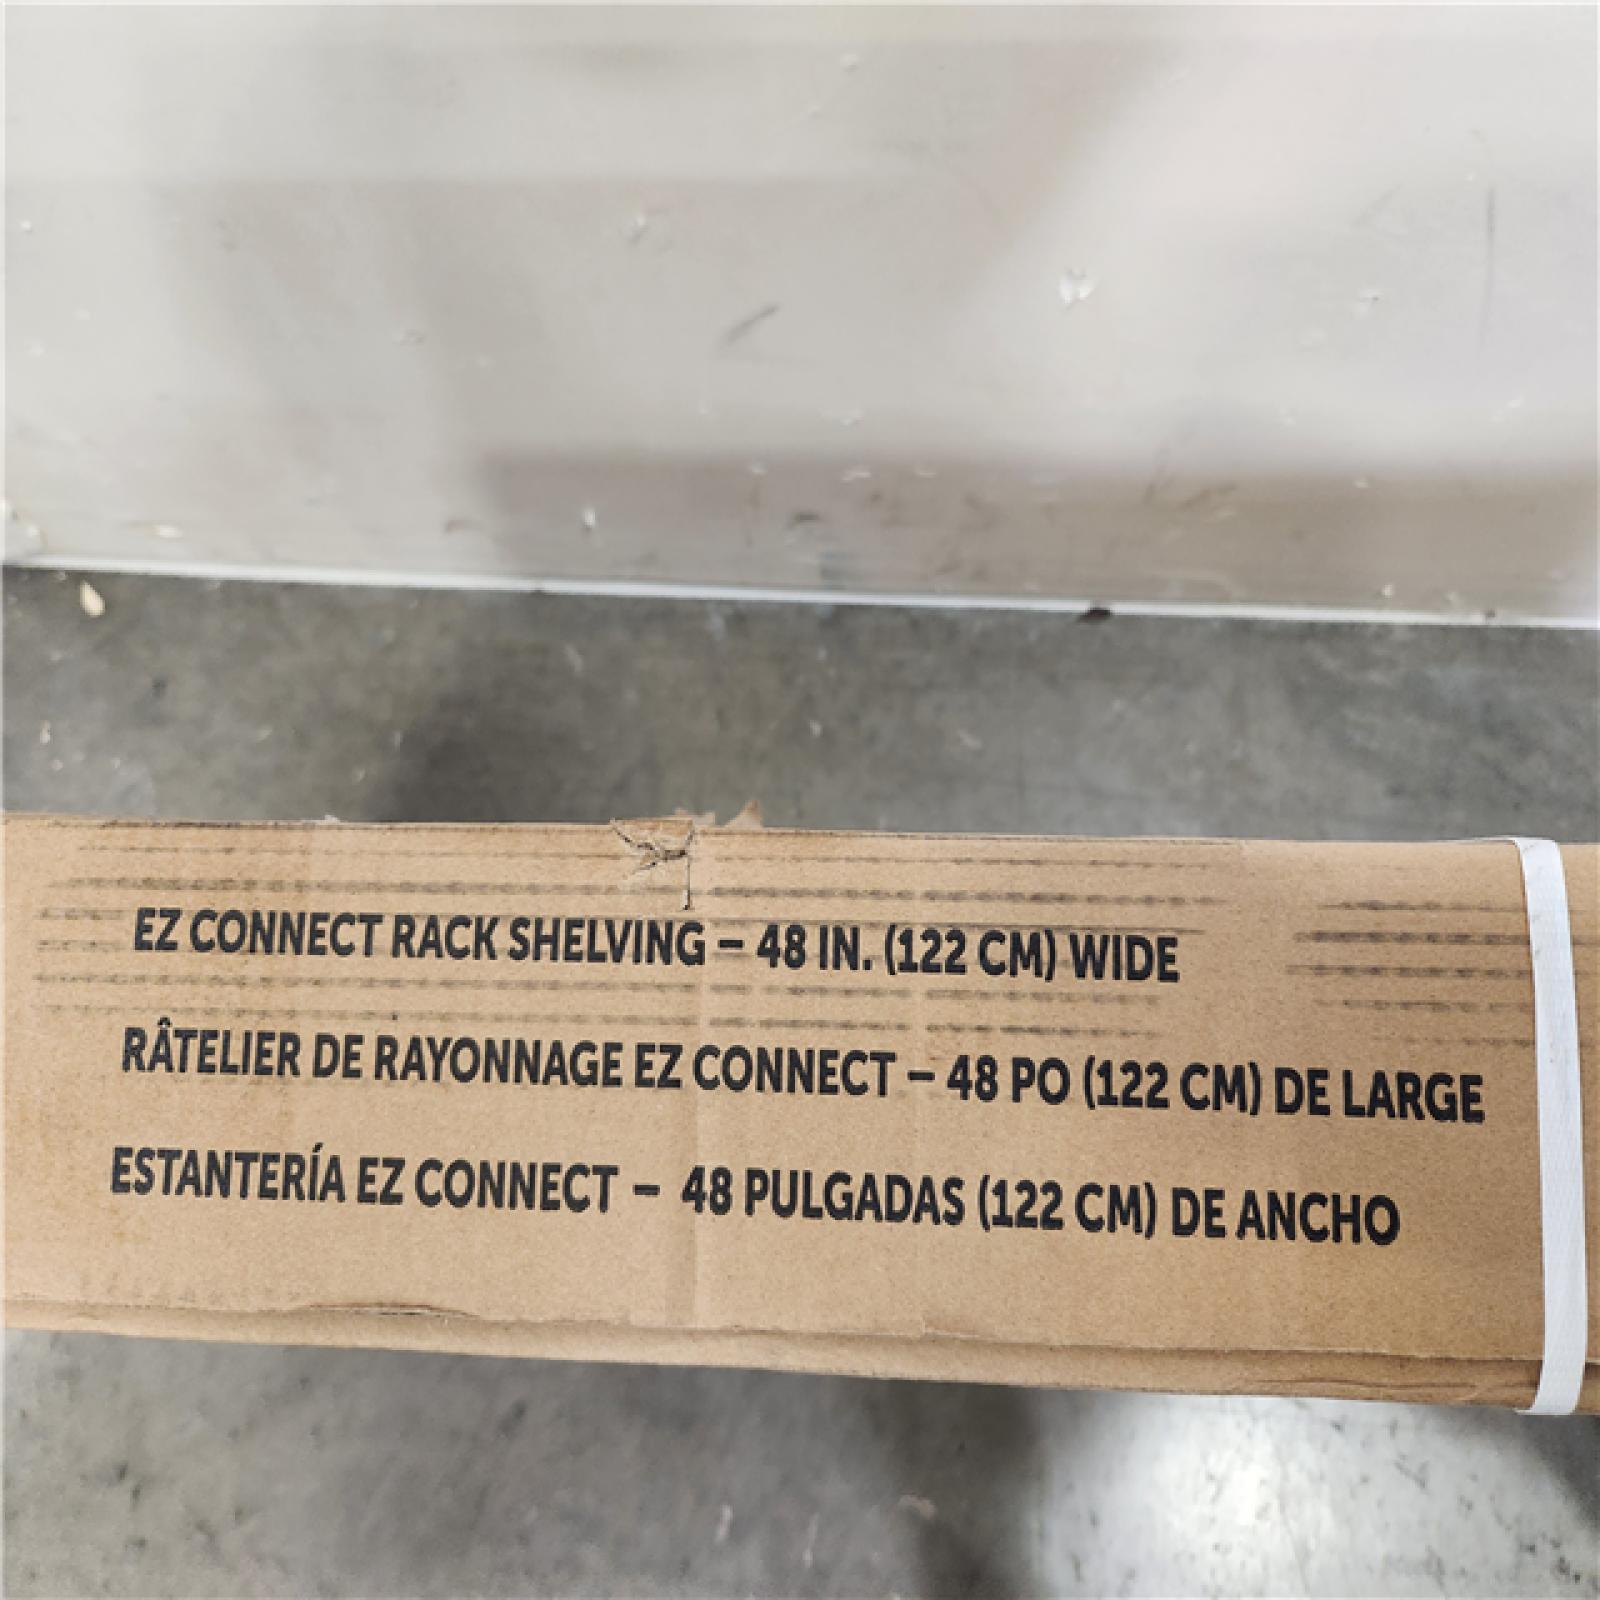 EZ CONNECT RACK SHELVING – 48 IN. (122 CM) WIDE
RÂTELIER DE RAYONNAGE EZ CONNECT – 48 PO (122 CM) DE LARGE
ESTANTERÍA EZ CONNECT – 48 PULGADAS (122 CM) DE ANCHO